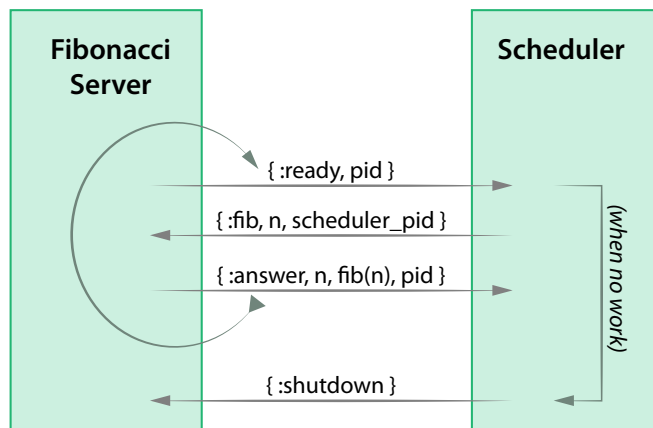 Fibonacci
Server
Scheduler
{ :ready, pid }
{ :fib, n, scheduler_pid }
{ :answer, n, fib(n), pid }
(when no work)
{ :shutdown }